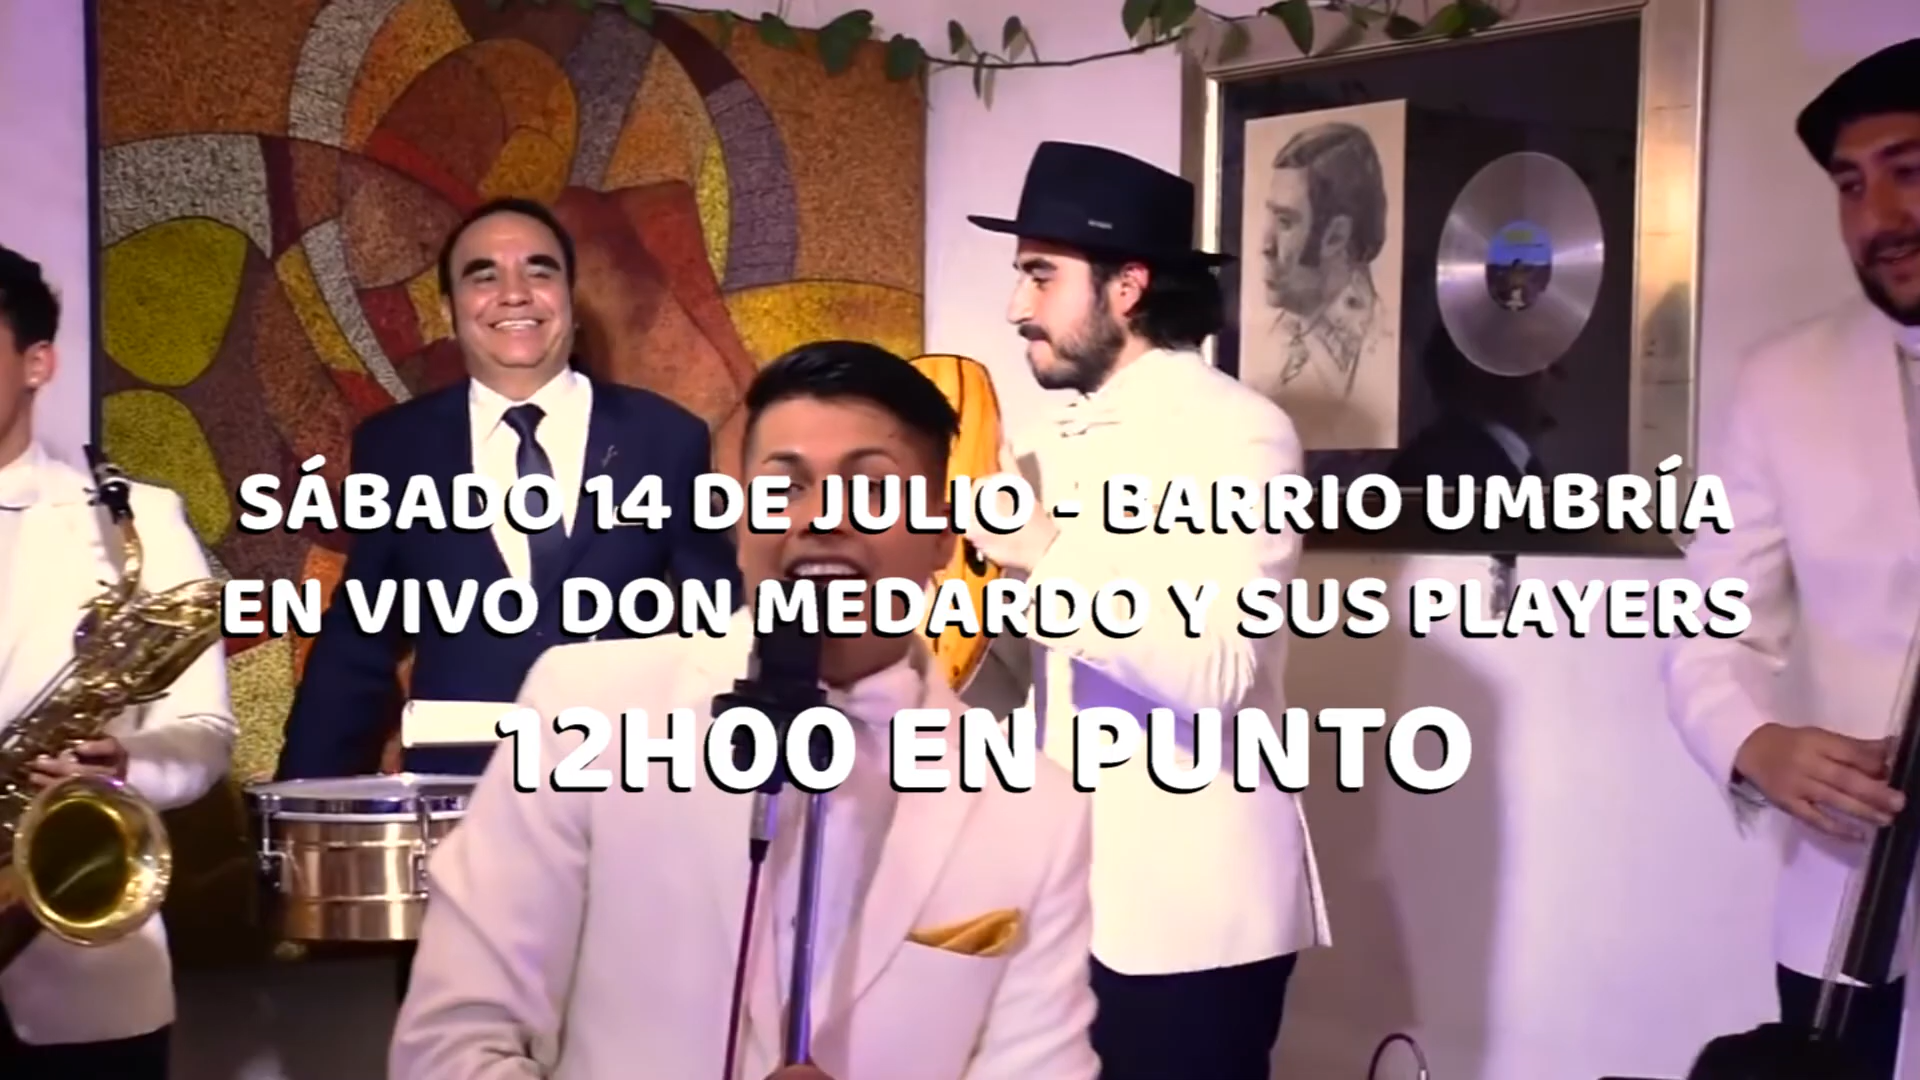 SÁBADO 14 DE JULIO - BARRIO UMBRÍA
EN VIVO DON MEDARDO Y SUS PLAYERS
12H00 EN PUNTO